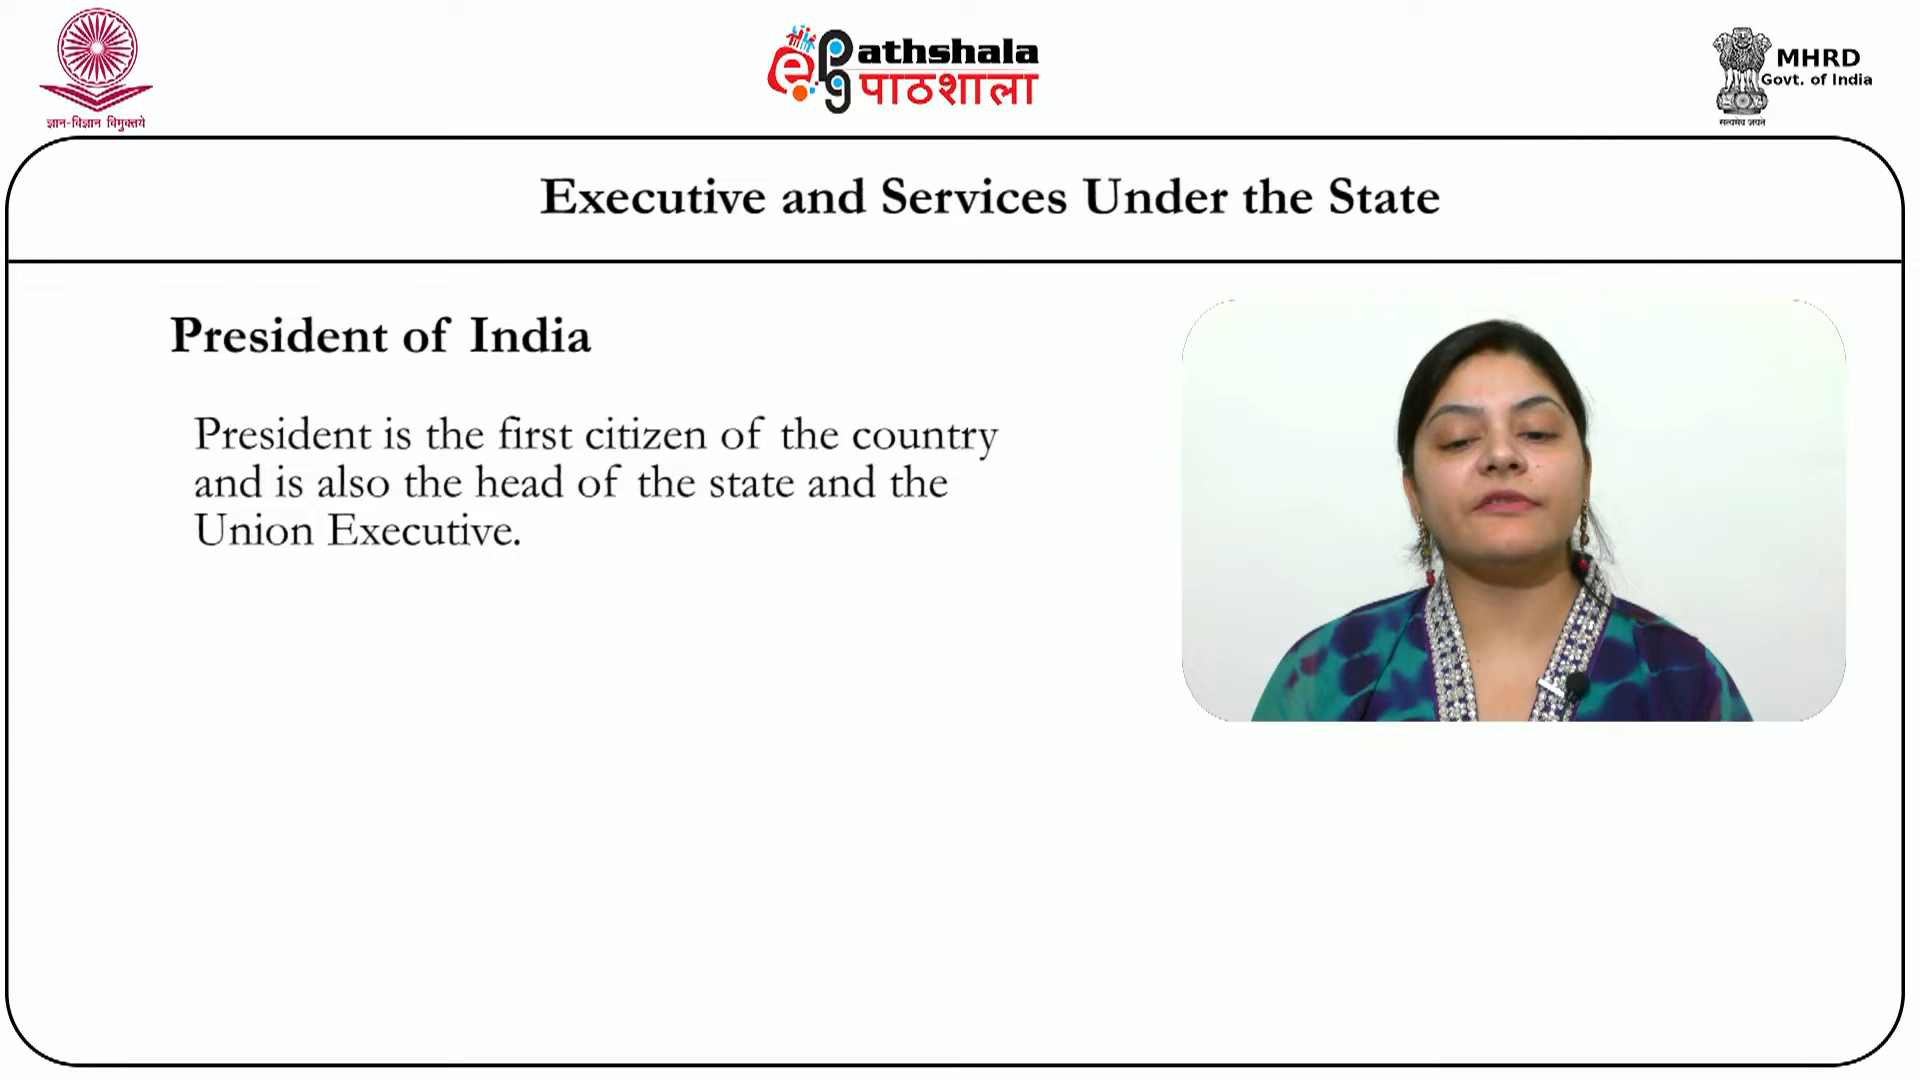 ज्ञान-विज्ञान विमुक्तये
e pg Pathshala
पाठशाला
MHRD
Govt. of India
सत्यमेव जयते
Executive and Services Under the State
President of India
President is the first citizen of the country
and is also the head of the state and the
Union Executive.